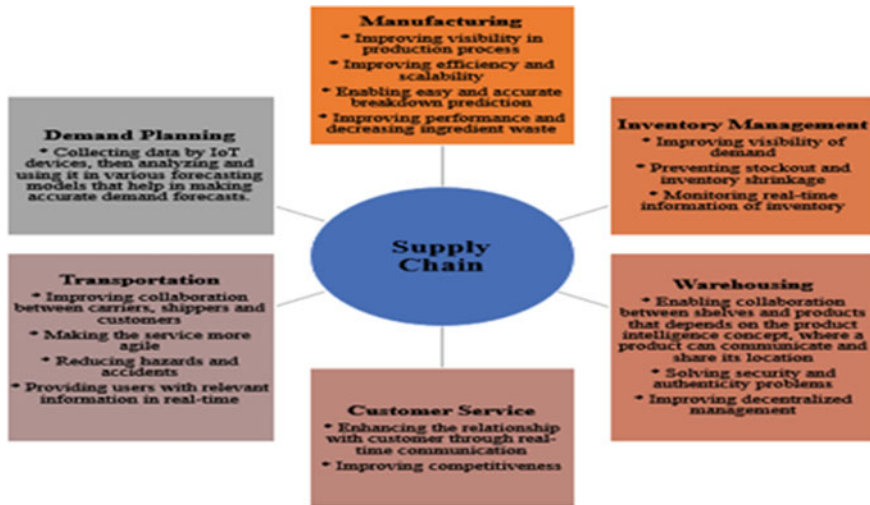 Manufacturing
* Improving visibility in
production process
* Improving efficiency and
scalability
* Enabling easy and accurate
breakdown prediction
* Improving performance and
decreasing ingredient waste
Demand Planning
* Collecting data by IoT
devices, then analyzing and
using it in various forecasting
models that help in making
accurate demand forecasts.
Inventory Management
* Improving visibility of
demand
* Preventing stockout and
inventory shrinkage
* Monitoring real-time
information of inventory
Supply
Chain
Transportation
* Improving collaboration
between carriers, shippers and
customers
* Making the service more
agile
* Reducing hazards and
accidents
* Providing users with relevant
information in real-time
Warehousing
* Enabling collaboration
between shelves and products
that depends on the product
intelligence concept, where a
product can communicate and
share its location
* Solving security and
authenticity problems
* Improving decentralized
management
Customer Service
* Enhancing the relationship
with customer through real-
time communication
* Improving competitiveness